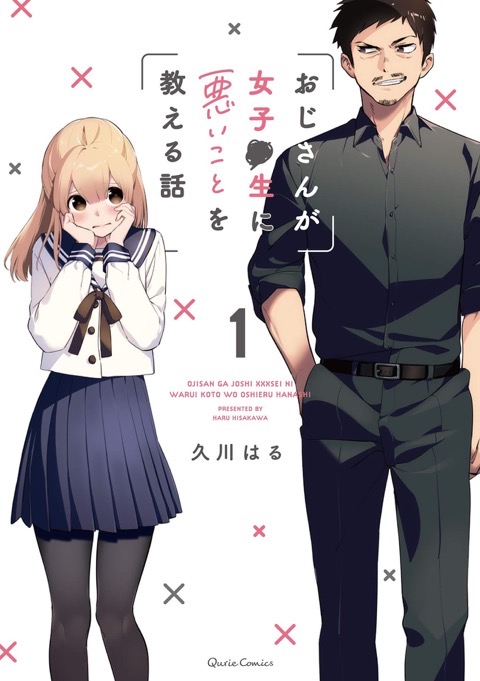 おじさんが
女子●生に
悪いことを
教える話
1
OJISAN GA JOSHI XXXSEI NI
WARUI KOTO WO OSHIERU HANASHI
PRESENTED BY
HARU HISAKAWA
久川はる
Qurie Comics